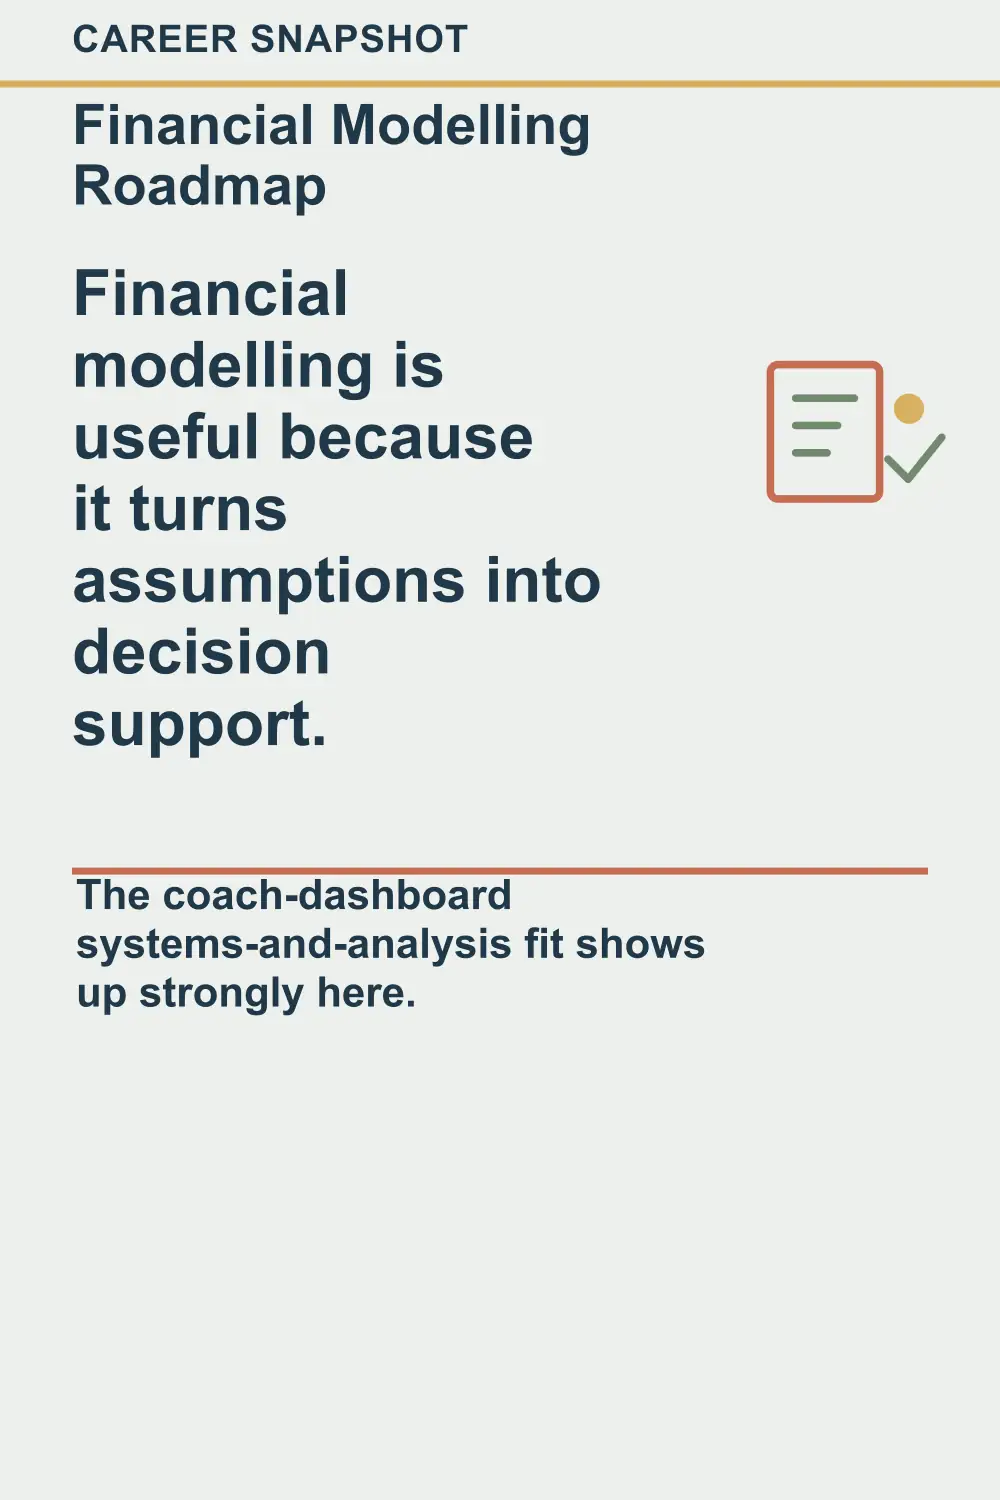 CAREER SNAPSHOT
Financial Modelling
Roadmap
Financial
modelling is
useful because
it turns
assumptions into
decision
support.
The coach-dashboard
systems-and-analysis fit shows
up strongly here.